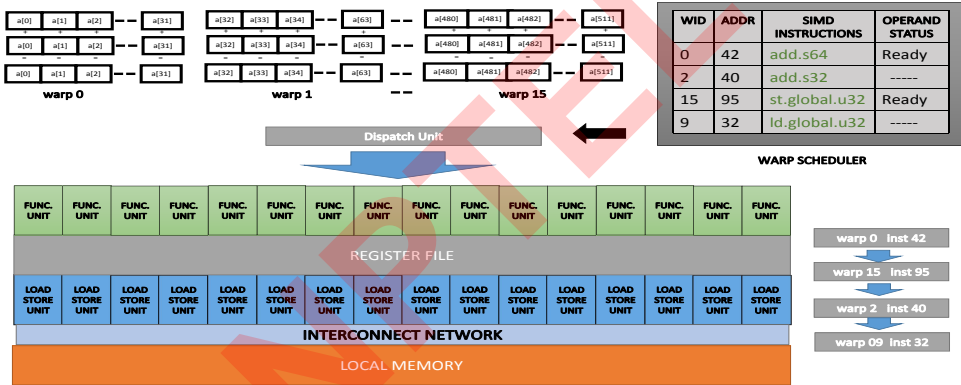 a[0] a[1] a[2] a[31] a[32] a[33] a[34] a[63] a[480] a[481] a[482] a[511]
+ + + + + + + + + + + +
a[0] a[1] a[2] a[31] a[32] a[33] a[34] a[63] a[480] a[481] a[482] a[511]
= = = = = = = = = = = =
a[0] a[1] a[2] a[31] a[32] a[33] a[34] a[63] a[480] a[481] a[482] a[511]
warp 0 warp 1 warp 15
WID ADDR SIMD INSTRUCTIONS OPERAND STATUS
0 42 add.s64 Ready
2 40 add.s32 -----
15 95 st.global.u32 Ready
9 32 ld.global.u32 -----
WARP SCHEDULER
Dispatch Unit
FUNC. FUNC. FUNC. FUNC. FUNC. FUNC. FUNC. FUNC. FUNC. FUNC. FUNC. FUNC. FUNC. FUNC. FUNC. FUNC.
UNIT UNIT UNIT UNIT UNIT UNIT UNIT UNIT UNIT UNIT UNIT UNIT UNIT UNIT UNIT UNIT
REGISTER FILE
LOAD LOAD LOAD LOAD LOAD LOAD LOAD LOAD LOAD LOAD LOAD LOAD LOAD LOAD LOAD LOAD
STORE STORE STORE STORE STORE STORE STORE STORE STORE STORE STORE STORE STORE STORE STORE STORE
UNIT UNIT UNIT UNIT UNIT UNIT UNIT UNIT UNIT UNIT UNIT UNIT UNIT UNIT UNIT UNIT
INTERCONNECT NETWORK
LOCAL MEMORY
warp 0 Inst 42
warp 15 Inst 95
warp 2 Inst 40
warp 09 Inst 32
NPTEL